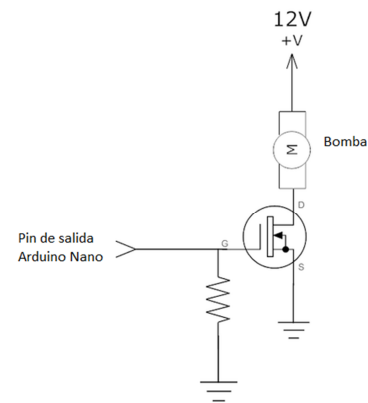 12V
+V
M
Bomba
D
G
S
Pin de salida
Arduino Nano